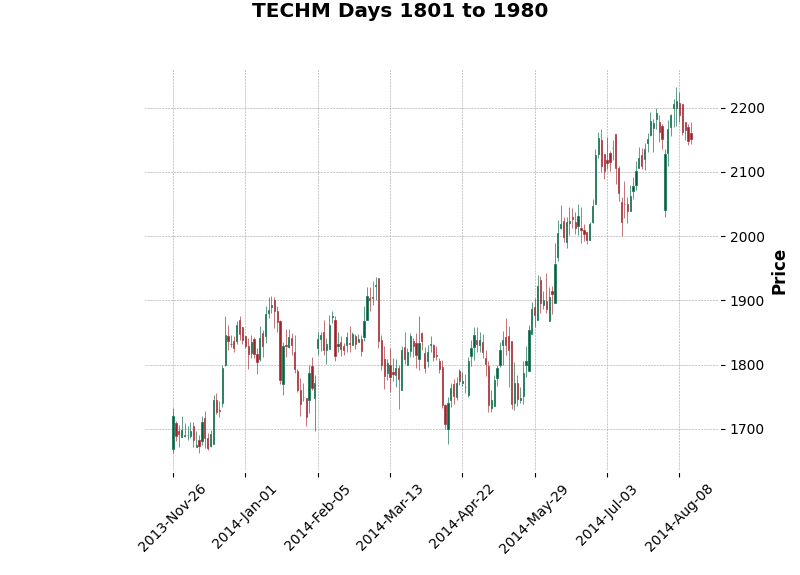 TECHM Days 1801 to 1980
2200
2100
2000
1900
1800
1700
Price
2013-Nov-26
2014-Jan-01
2014-Feb-05
2014-Mar-13
2014-Apr-22
2014-May-29
2014-Jul-03
2014-Aug-08